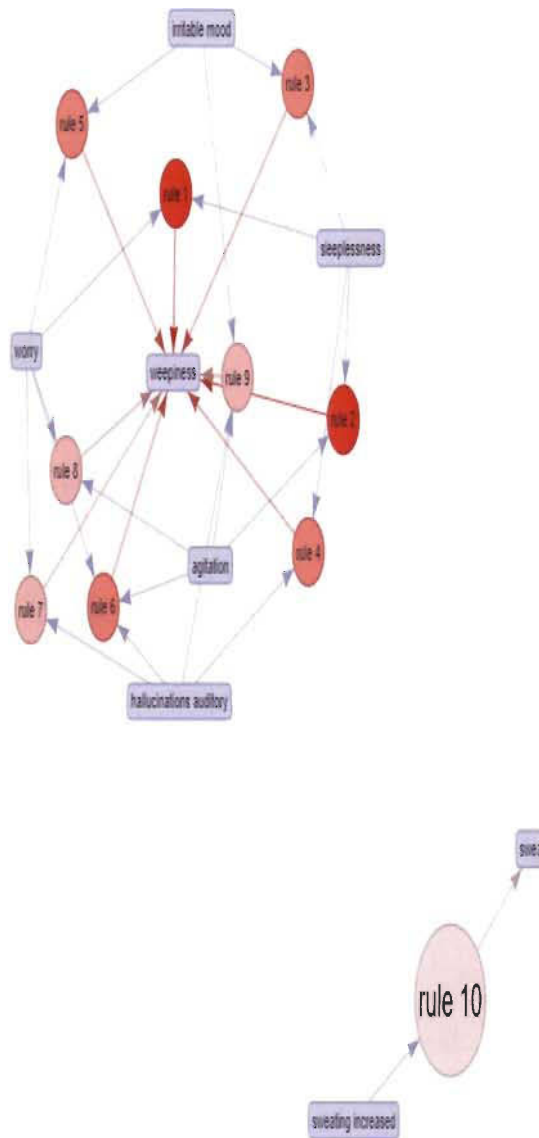 irritable mood
rule 3
rule 5
rule 1
sleeplessness
worry
weepiness
rule 9
rule 2
rule 8
rule 4
agitation
rule 7
rule 6
hallucinations auditory
swea
rule 10
sweating increased